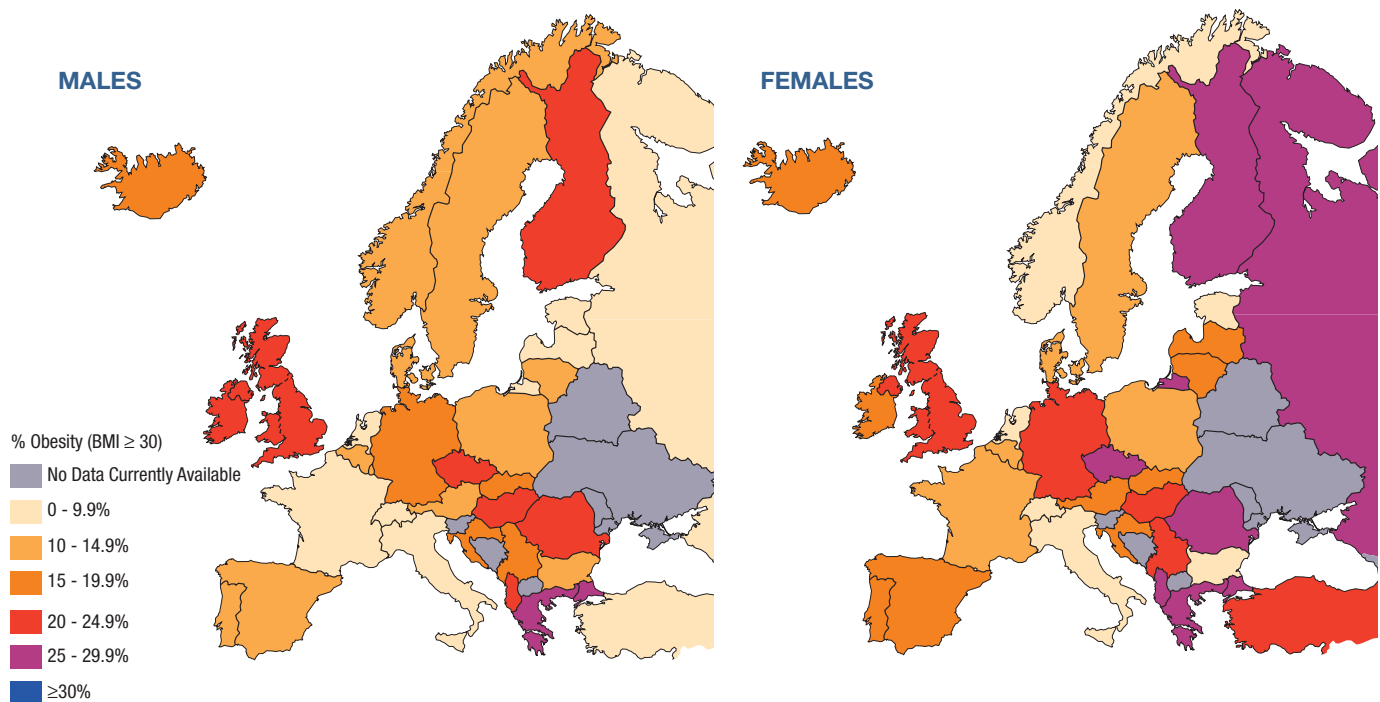 MALES
FEMALES
% Obesity (BMI ≥ 30)
No Data Currently Available
0 - 9.9%
10 - 14.9%
15 - 19.9%
20 - 24.9%
25 - 29.9%
≥30%